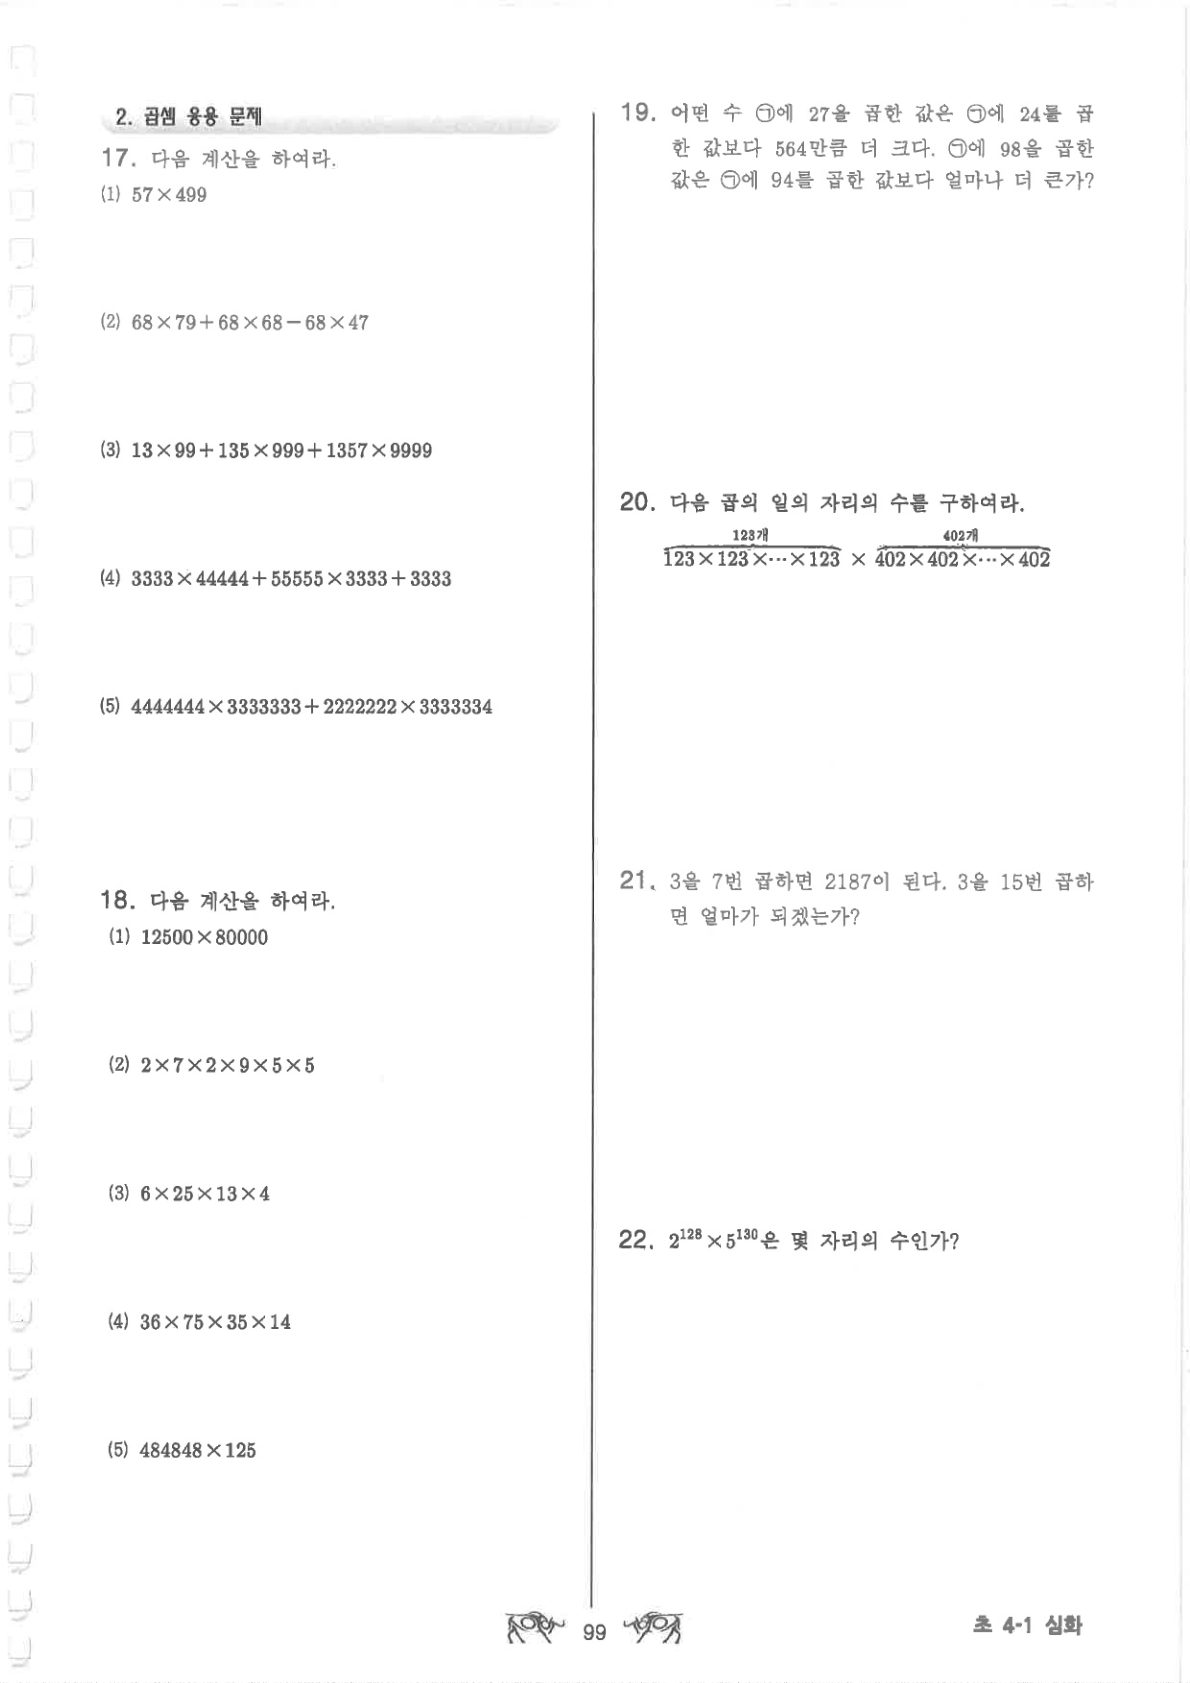 2. 곱셈 응용 문제
17. 다음 계산을 하여라.
(1) 57×499
(2) 68×79+68×68−68×47
(3) 13×99+135×999+1357×9999
(4) 3333×44444+55555×3333+3333
(5) 4444444×3333333+2222222×3333334
18. 다음 계산을 하여라.
(1) 12500×80000
(2) 2×7×2×9×5×5
(3) 6×25×13×4
(4) 36×75×35×14
(5) 484848×125
19. 어떤 수 ㉠에 27을 곱한 값은 ㉠에 24를 곱
한 값보다 564만큼 더 크다. ㉠에 98을 곱한
값은 ㉠에 94를 곱한 값보다 얼마나 더 큰가?
20. 다음 곱의 일의 자리의 수를 구하여라.
123개 402개
123×123×⋯×123 × 402×402×⋯×402
21. 3을 7번 곱하면 2187이 된다. 3을 15번 곱하
면 얼마가 되겠는가?
22. 2¹²⁸×5¹³⁰은 몇 자리의 수인가?
99
초 4-1 심화